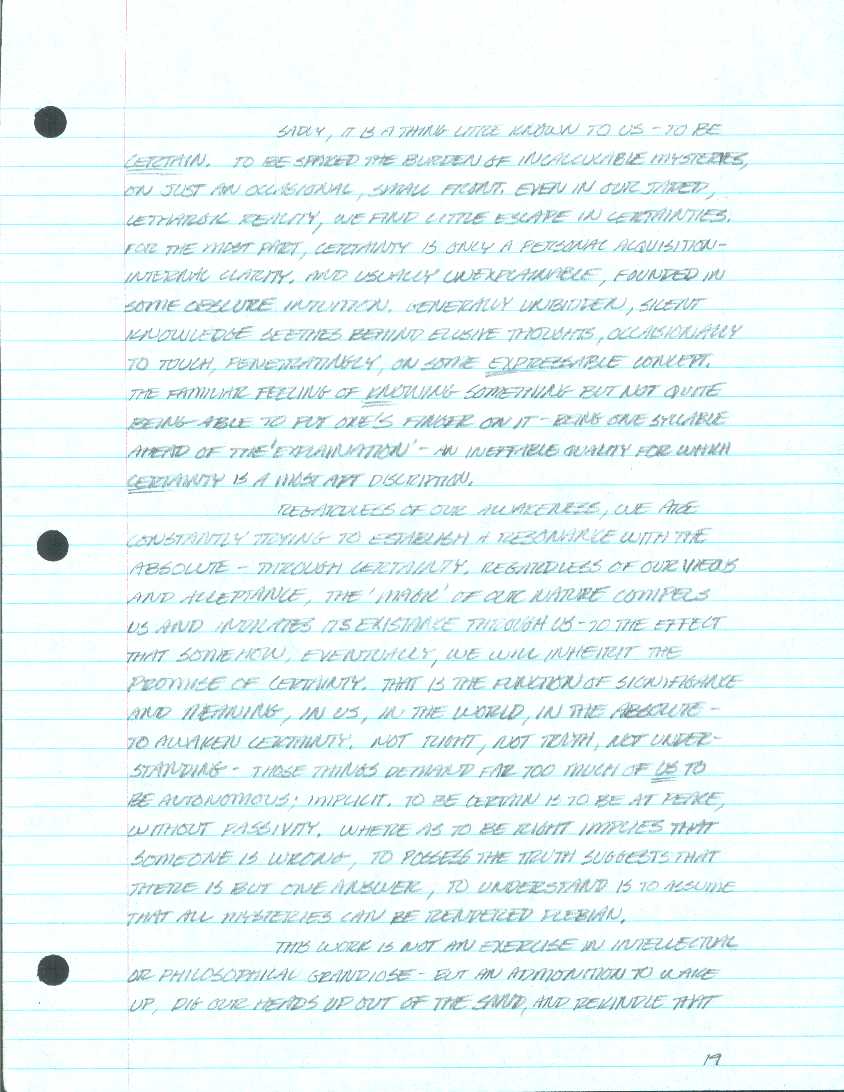 SADLY, IT IS A THING LITTLE KNOWN TO US - TO BE
CERTAIN. TO BE SPARED THE BURDEN OF INCALCULABLE MYSTERIES,
ON JUST AN OCCASIONAL, SMALL FRONT. EVEN IN OUR JADED,
LETHARGIC REALITY, WE FIND LITTLE ESCAPE IN CERTAINTIES.
FOR THE MOST PART, CERTAINTY IS ONLY A PERSONAL ACQUISITION -
INTERNAL CLARITY. AND USUALLY UNEXPLAINABLE, FOUNDED IN
SOME OBSCURE INTUITION. GENERALLY UNBIDDEN, SILENT
KNOWLEDGE SEETHES BEHIND ELUSIVE THOUGHTS, OCCASIONALLY
TO TOUCH, PENETRATINGLY, ON SOME EXPRESSABLE CONCEPT.
THE FAMILIAR FEELING OF KNOWING SOMETHING BUT NOT QUITE
BEING ABLE TO PUT ONE'S FINGER ON IT - BEING ONE SYLLABLE
AHEAD OF THE 'EXPLAINATION' - AN INEFFABLE QUALITY FOR WHICH
CERTAINTY IS A MOST APT DISCRIPTION.
REGARDLESS OF OUR AWARENESS, WE ARE
CONSTANTLY TRYING TO ESTABLISH A RESONANCE WITH THE
ABSOLUTE - THROUGH CERTAINTY. REGARDLESS OF OUR VIEWS
AND ACCEPTANCE, THE 'MAGIK' OF OUR NATURE COMPELS
US AND INDICATES ITS EXISTANCE THROUGH US - TO THE EFFECT
THAT SOMEHOW, EVENTUALLY, WE WILL INHERIT THE
PROMISE OF CERTAINTY. THAT IS THE FUNCTION OF SIGNIFIGANCE
AND MEANING, IN US, IN THE WORLD, IN THE ABSOLUTE -
TO AWAKEN CERTAINTY. NOT RIGHT, NOT TRUTH, NOT UNDER-
STANDING - THOSE THINGS DEMAND FAR TOO MUCH OF US TO
BE AUTONOMOUS; IMPLICIT. TO BE CERTAIN IS TO BE AT PEACE,
WITHOUT PASSIVITY. WHERE AS TO BE RIGHT IMPLIES THAT
SOMEONE IS WRONG, TO POSSESS THE TRUTH SUGGESTS THAT
THERE IS BUT ONE ANSWER, TO UNDERSTAND IS TO ASSUME
THAT ALL MYSTERIES CAN BE RENDERED PLEBIAN.
THIS WORK IS NOT AN EXERCISE IN INTELLECTUAL
OR PHILOSOPHICAL GRANDIOSE - BUT AN ADMONITION TO WAKE
UP, DIG OUR HEADS UP OUT OF THE SAND, AND REKINDLE THAT
19